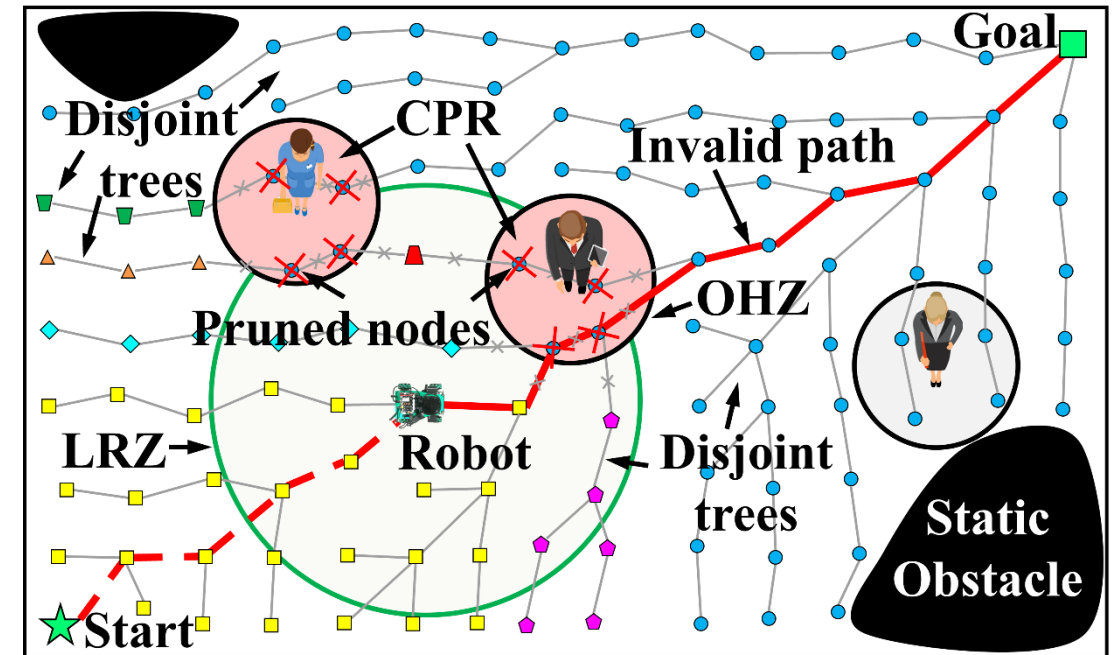 Goal
Disjoint
trees
CPR
Invalid path
Pruned nodes
OHZ
LRZ
Robot
Disjoint
trees
Static
Obstacle
Start